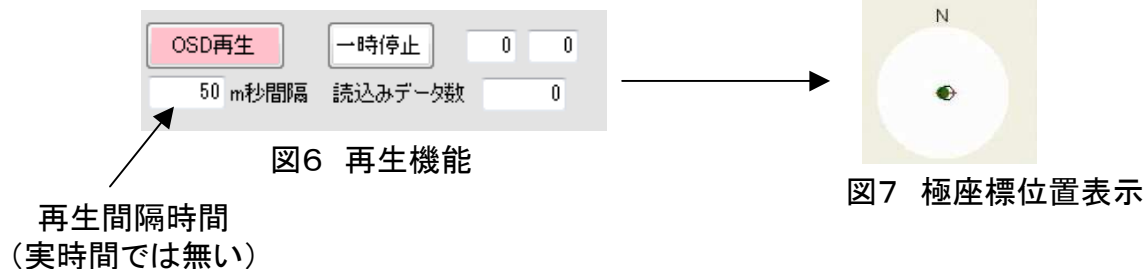 OSD再生 一時停止 0 0
50 m秒間隔 読込みデータ数 0
図6 再生機能
再生間隔時間
(実時間では無い)
N
図7 極座標位置表示